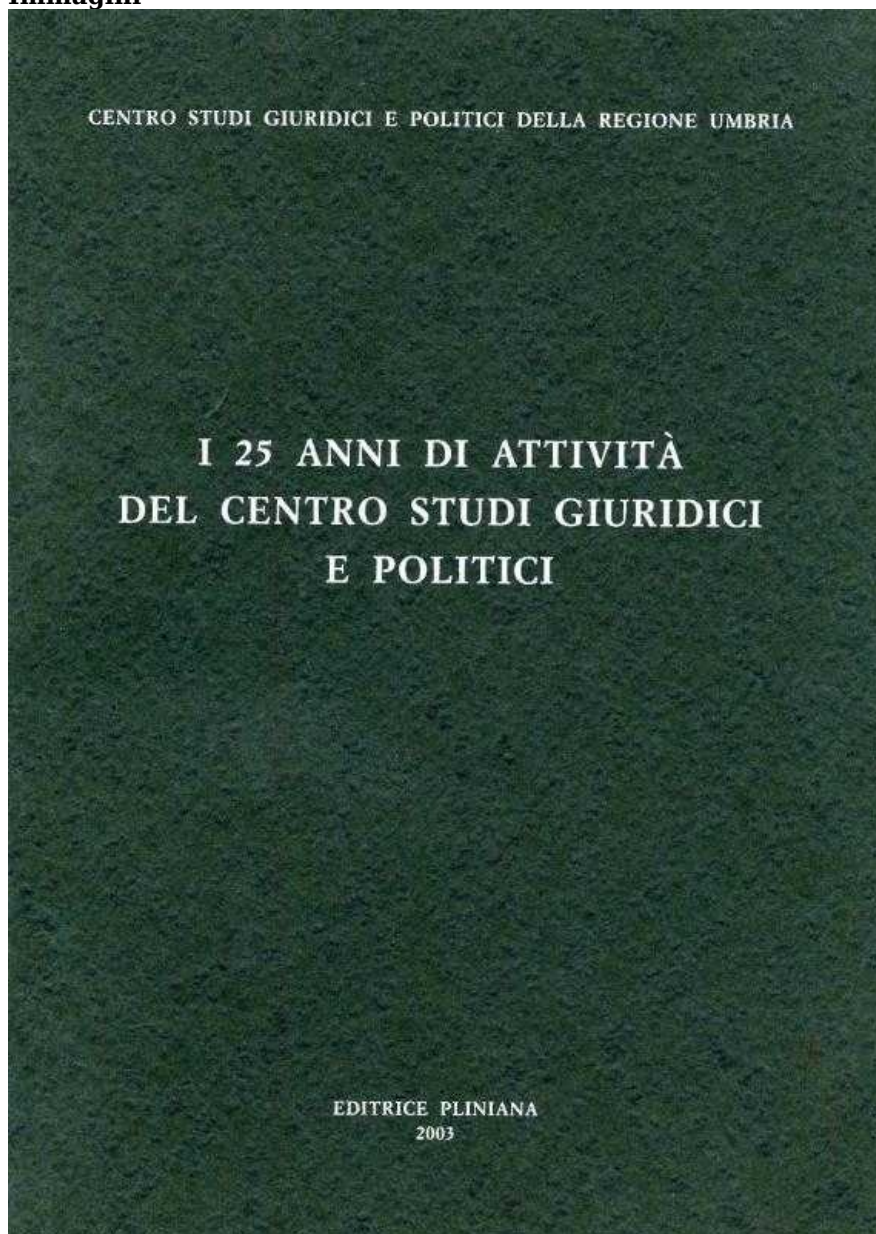 CENTRO STUDI GIURIDICI E POLITICI DELLA REGIONE UMBRIA
I 25 ANNI DI ATTIVITÀ
DEL CENTRO STUDI GIURIDICI
E POLITICI
EDITRICE PLINIANA
2003